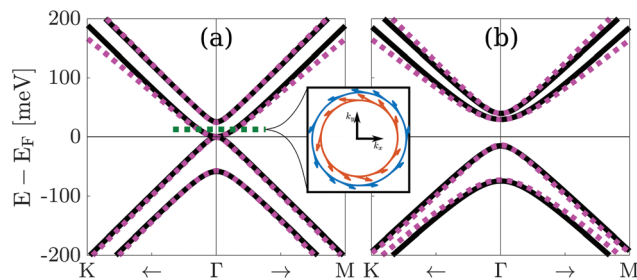 200
100
0
-100
-200
E − E_F [meV]
(a)
(b)
k_y
k_x
K
←
Γ
→
M
K
←
Γ
→
M